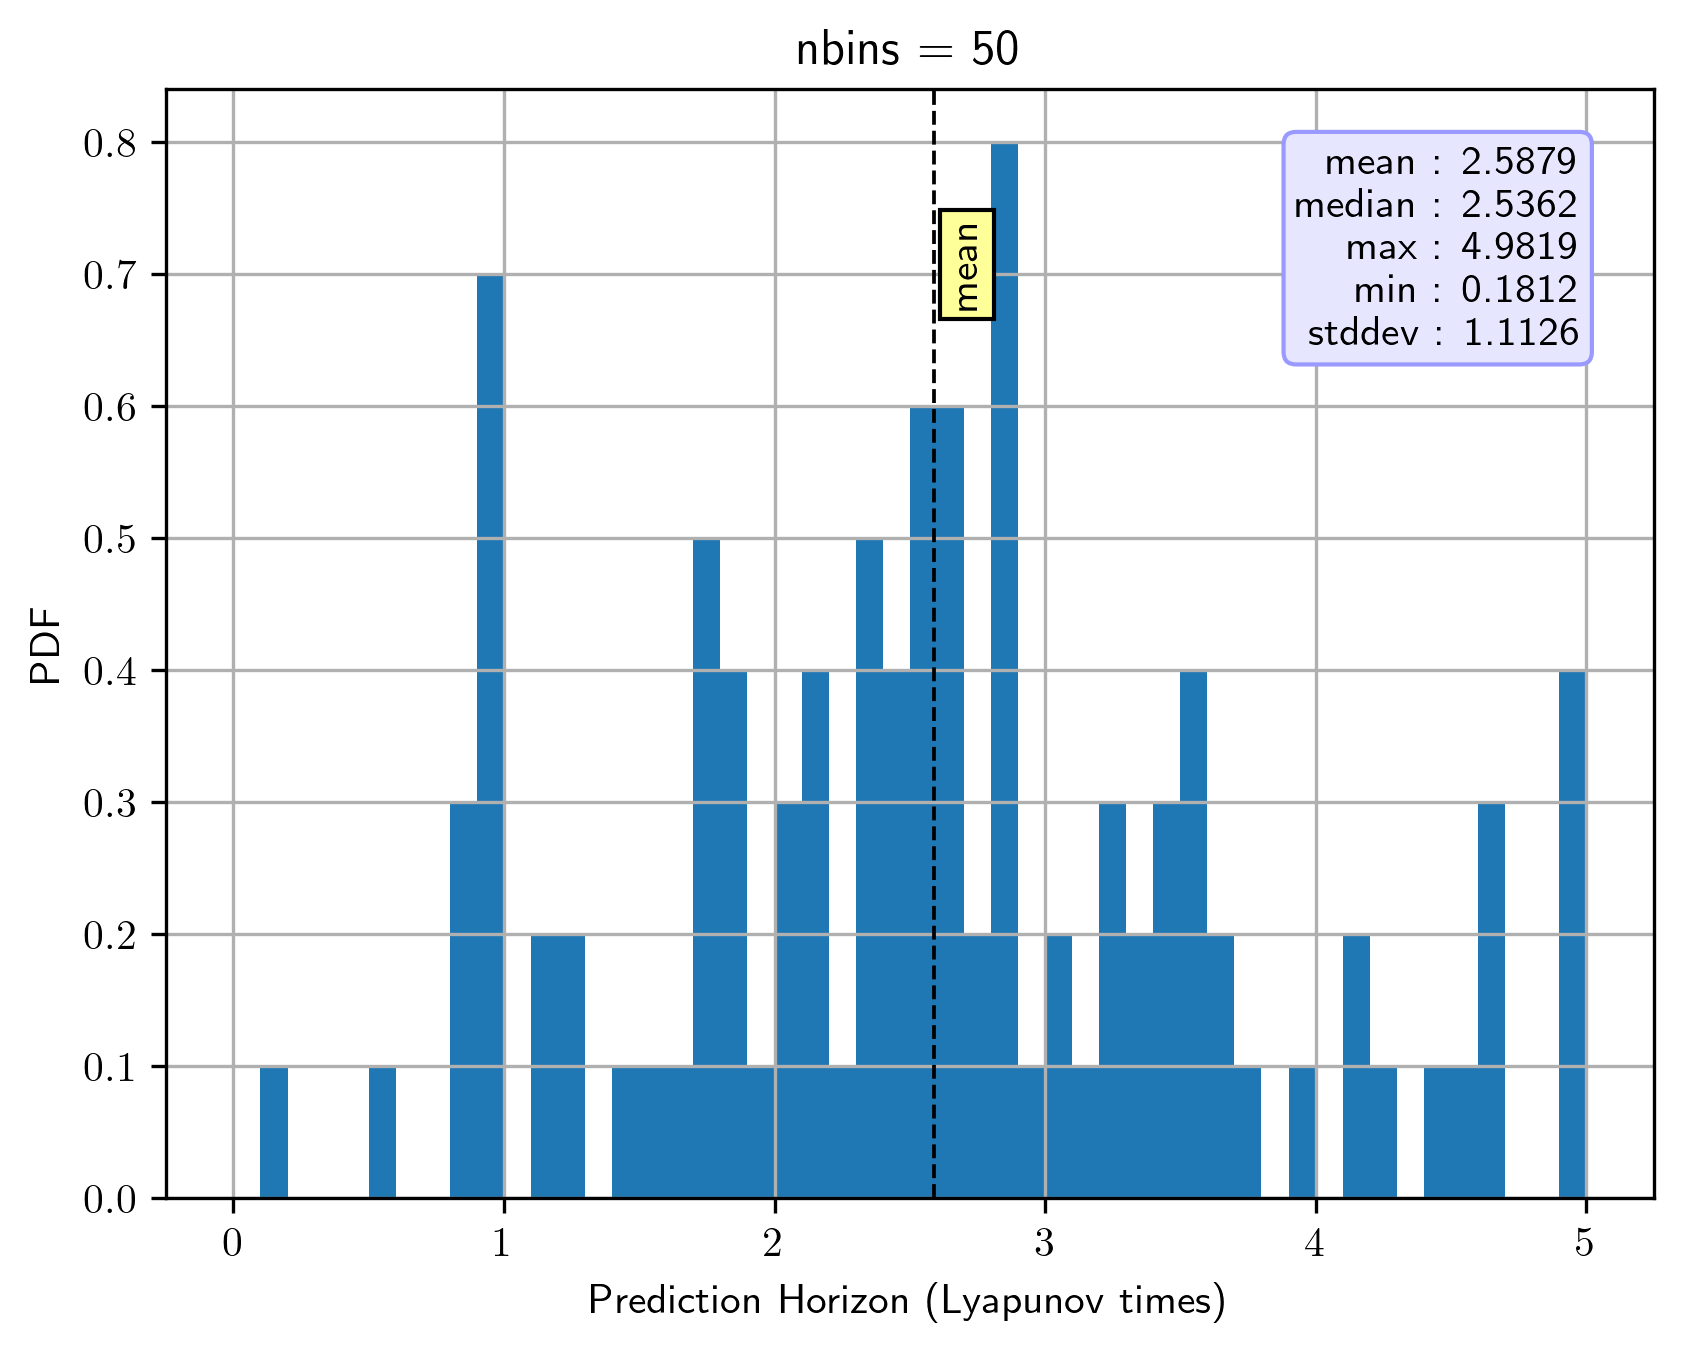 nbins = 50
0.8
0.7
0.6
0.5
0.4
0.3
0.2
0.1
0.0
PDF
mean
mean : 2.5879
median : 2.5362
max : 4.9819
min : 0.1812
stddev : 1.1126
0 1 2 3 4 5
Prediction Horizon (Lyapunov times)